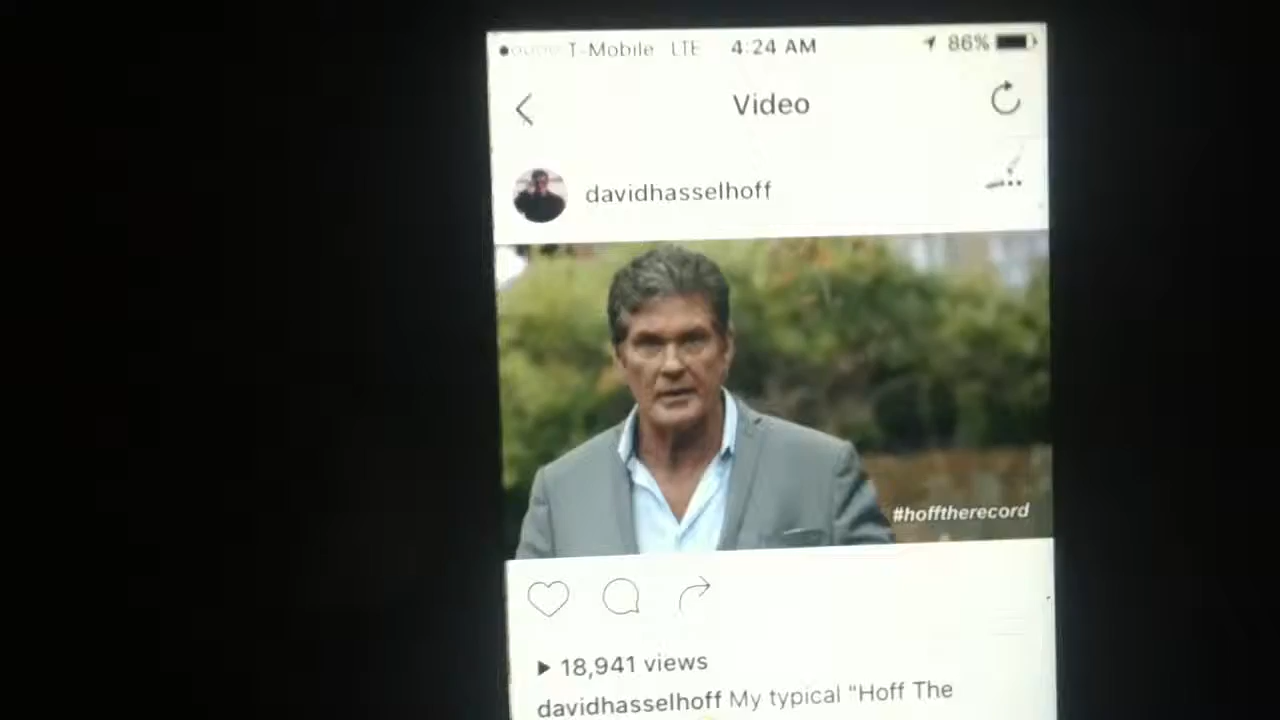 T-Mobile LTE 4:24 AM 86%
Video
davidhasselhoff
#hofftherecord
18,941 views
davidhasselhoff My typical "Hoff The